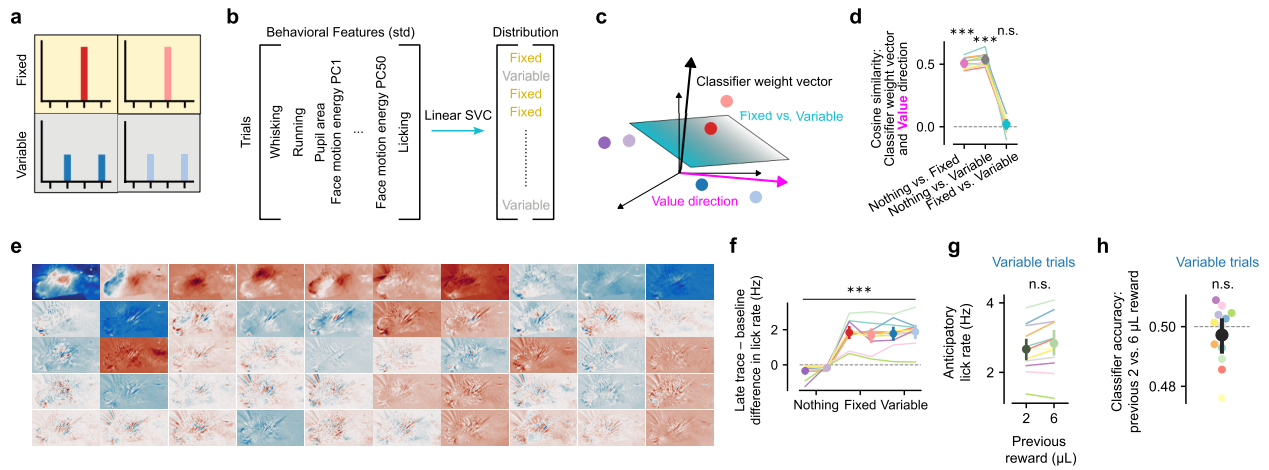 a
Fixed
Variable
b
Behavioral Features (std)
Trials
Whisking
Running
Pupil area
Face motion energy PC1
...
Face motion energy PC50
Licking
Linear SVC
Distribution
Fixed
Variable
Fixed
Fixed
Variable
c
Classifier weight vector
Fixed vs. Variable
Value direction
d
Cosine similarity:
Classifier weight vector
and Value direction
*** *** n.s.
0.5
0.0
Nothing vs. Fixed
Nothing vs. Variable
Fixed vs. Variable
e
f
Late trace – baseline
difference in lick rate (Hz)
***
2
0
Nothing Fixed Variable
g
Variable trials
n.s.
Anticipatory
lick rate (Hz)
4
2
2 6
Previous
reward (µL)
h
Variable trials
n.s.
Classifier accuracy:
previous 2 vs. 6 µL reward
0.50
0.48